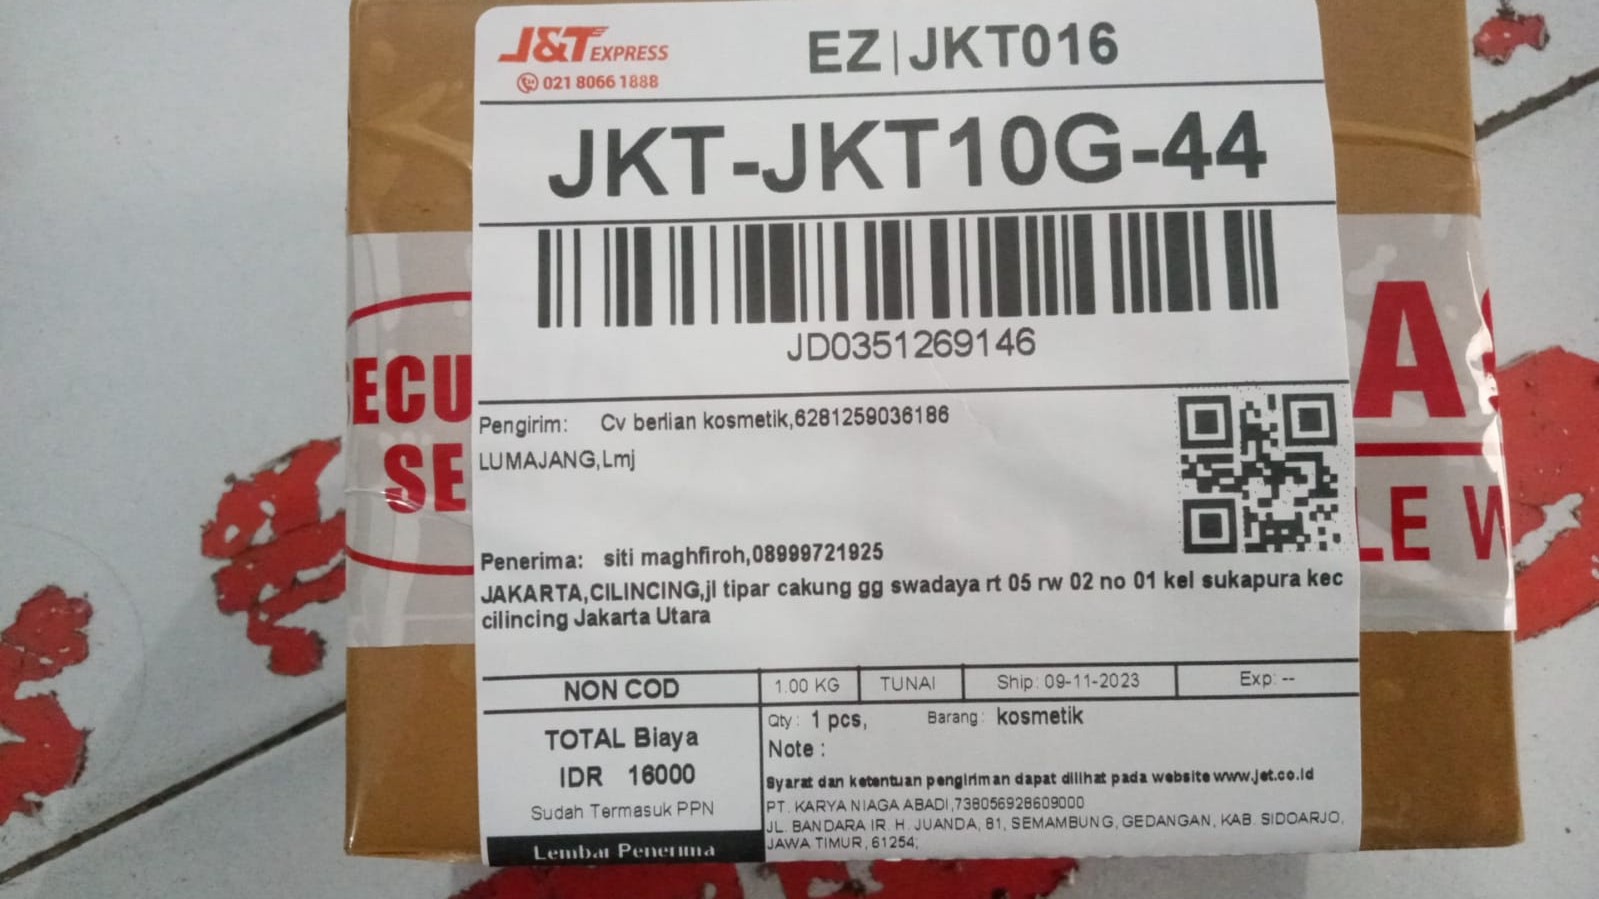 J&T EXPRESS
021 8066 1888
EZ | JKT016
JKT-JKT10G-44
JD0351269146
Pengirim: Cv berlian kosmetik,6281259036186
LUMAJANG,Lmj
Penerima: siti maghfiroh,08999721925
JAKARTA,CILINCING,jl tipar cakung gg swadaya rt 05 rw 02 no 01 kel sukapura kec
cilincing Jakarta Utara
NON COD 1.00 KG TUNAI Ship: 09-11-2023 Exp: --
TOTAL Biaya
IDR 16000
Sudah Termasuk PPN
Lembar Penerima
Qty: 1 pcs, Barang: kosmetik
Note :
Syarat dan ketentuan pengiriman dapat dilihat pada website www.jet.co.id
PT. KARYA NIAGA ABADI,738056928609000
JL. BANDARA IR. H. JUANDA, 81, SEMAMBUNG, GEDANGAN, KAB. SIDOARJO,
JAWA TIMUR, 61254;
ECU
SE
A
LE W